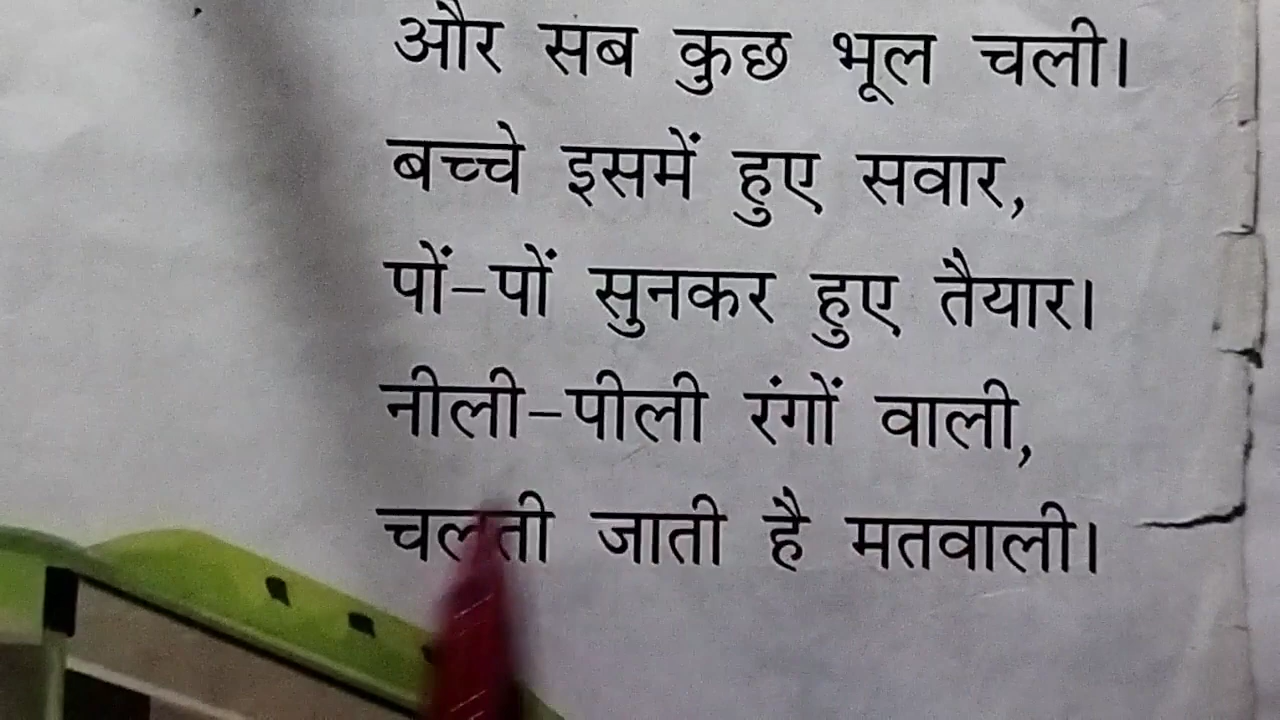 और सब कुछ भूल चली।
बच्चे इसमें हुए सवार,
पों-पों सुनकर हुए तैयार।
नीली-पीली रंगों वाली,
चलती जाती है मतवाली।